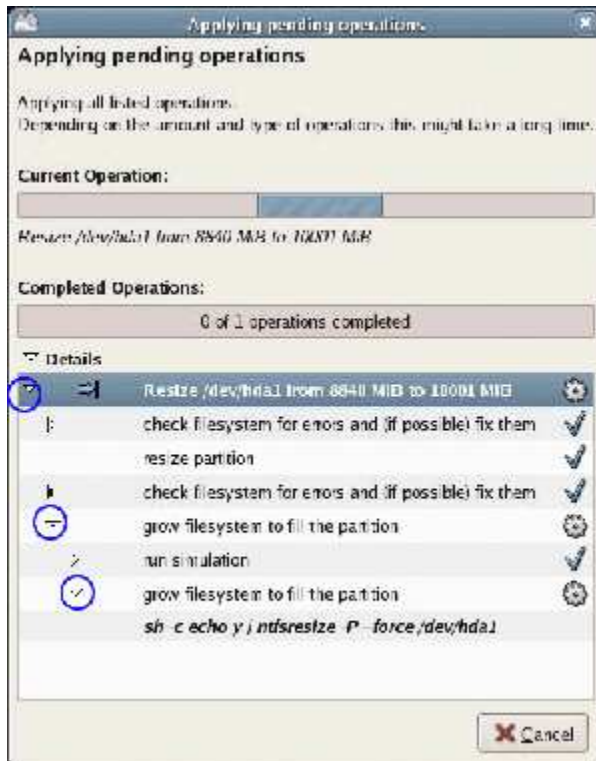 Applying pending operations
Applying pending operations
Applying all listed operations.
Depending on the amount and type of operations this might take a long time.
Current Operation:
Resize /dev/hda1 from 8840 MiB to 10001 MiB
Completed Operations:
0 of 1 operations completed
Details
Resize /dev/hda1 from 8840 MiB to 10001 MiB
check filesystem for errors and (if possible) fix them
resize partition
check filesystem for errors and (if possible) fix them
grow filesystem to fill the partition
run simulation
grow filesystem to fill the partition
sh -c echo y | ntfsresize -P --force /dev/hda1
Cancel